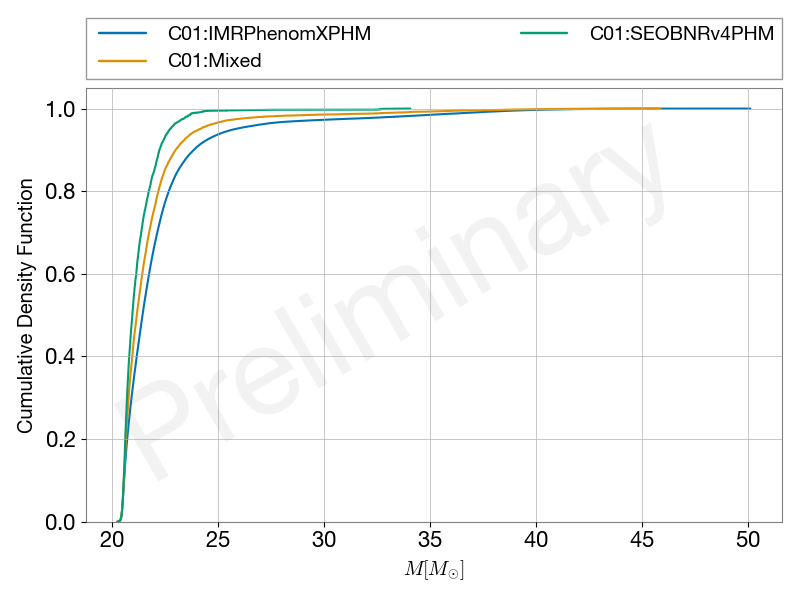 C01:IMRPhenomXPHM
C01:Mixed
C01:SEOBNRv4PHM
1.0
0.8
0.6
0.4
0.2
0.0
Cumulative Density Function
Preliminary
20 25 30 35 40 45 50
M[M☉]